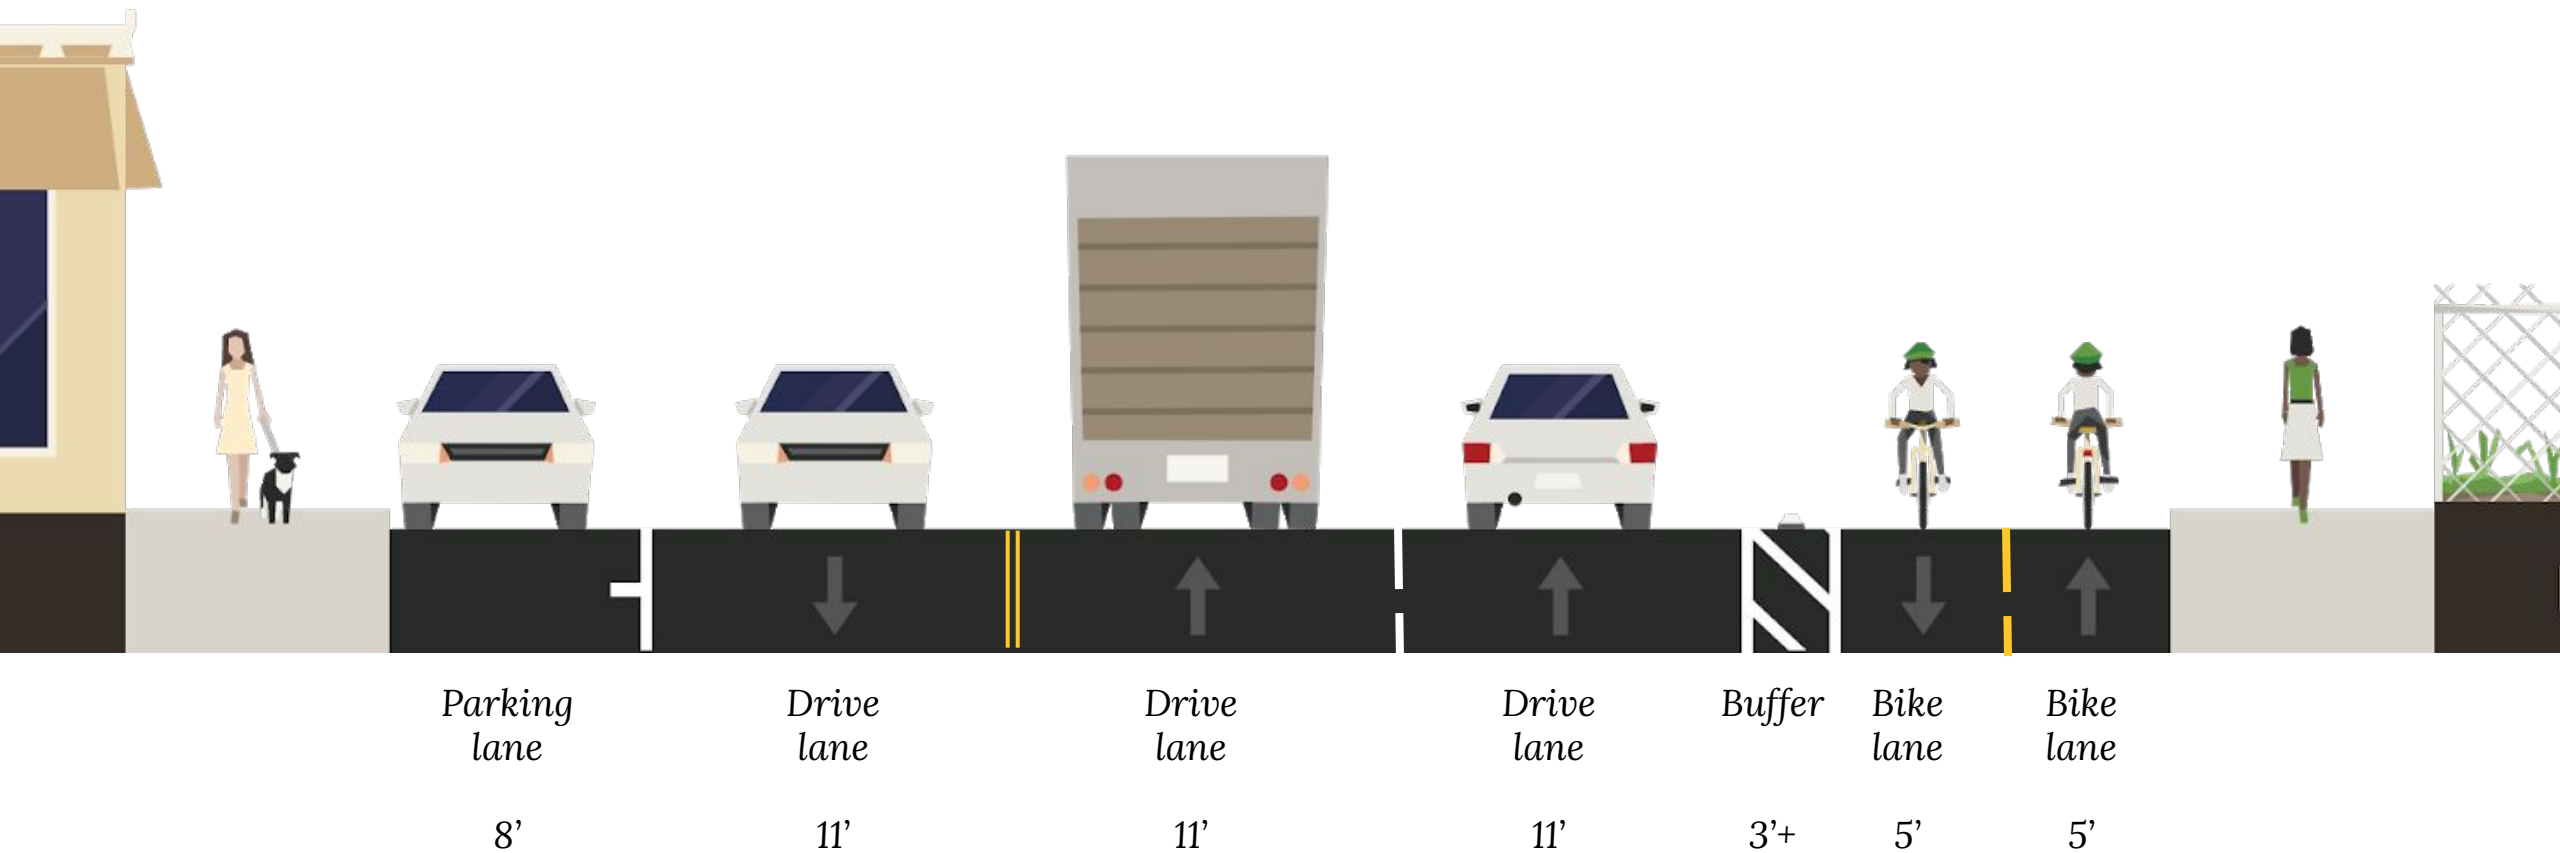 Parking
lane
8’
Drive
lane
11’
Drive
lane
11’
Drive
lane
11’
Buffer
3’+
Bike
lane
5’
Bike
lane
5’